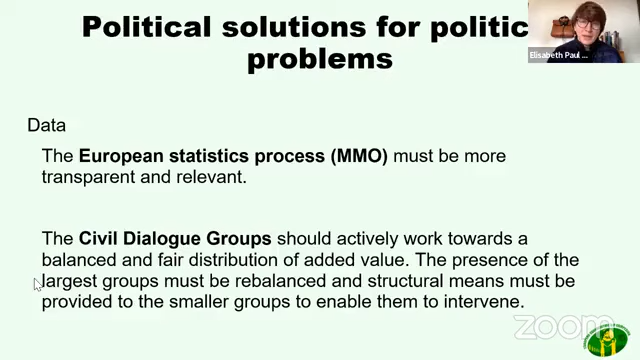 Political solutions for politic
problems
Elisabeth Paul ...
Data
The European statistics process (MMO) must be more
transparent and relevant.
The Civil Dialogue Groups should actively work towards a
balanced and fair distribution of added value. The presence of the
largest groups must be rebalanced and structural means must be
provided to the smaller groups to enable them to intervene.
zoom